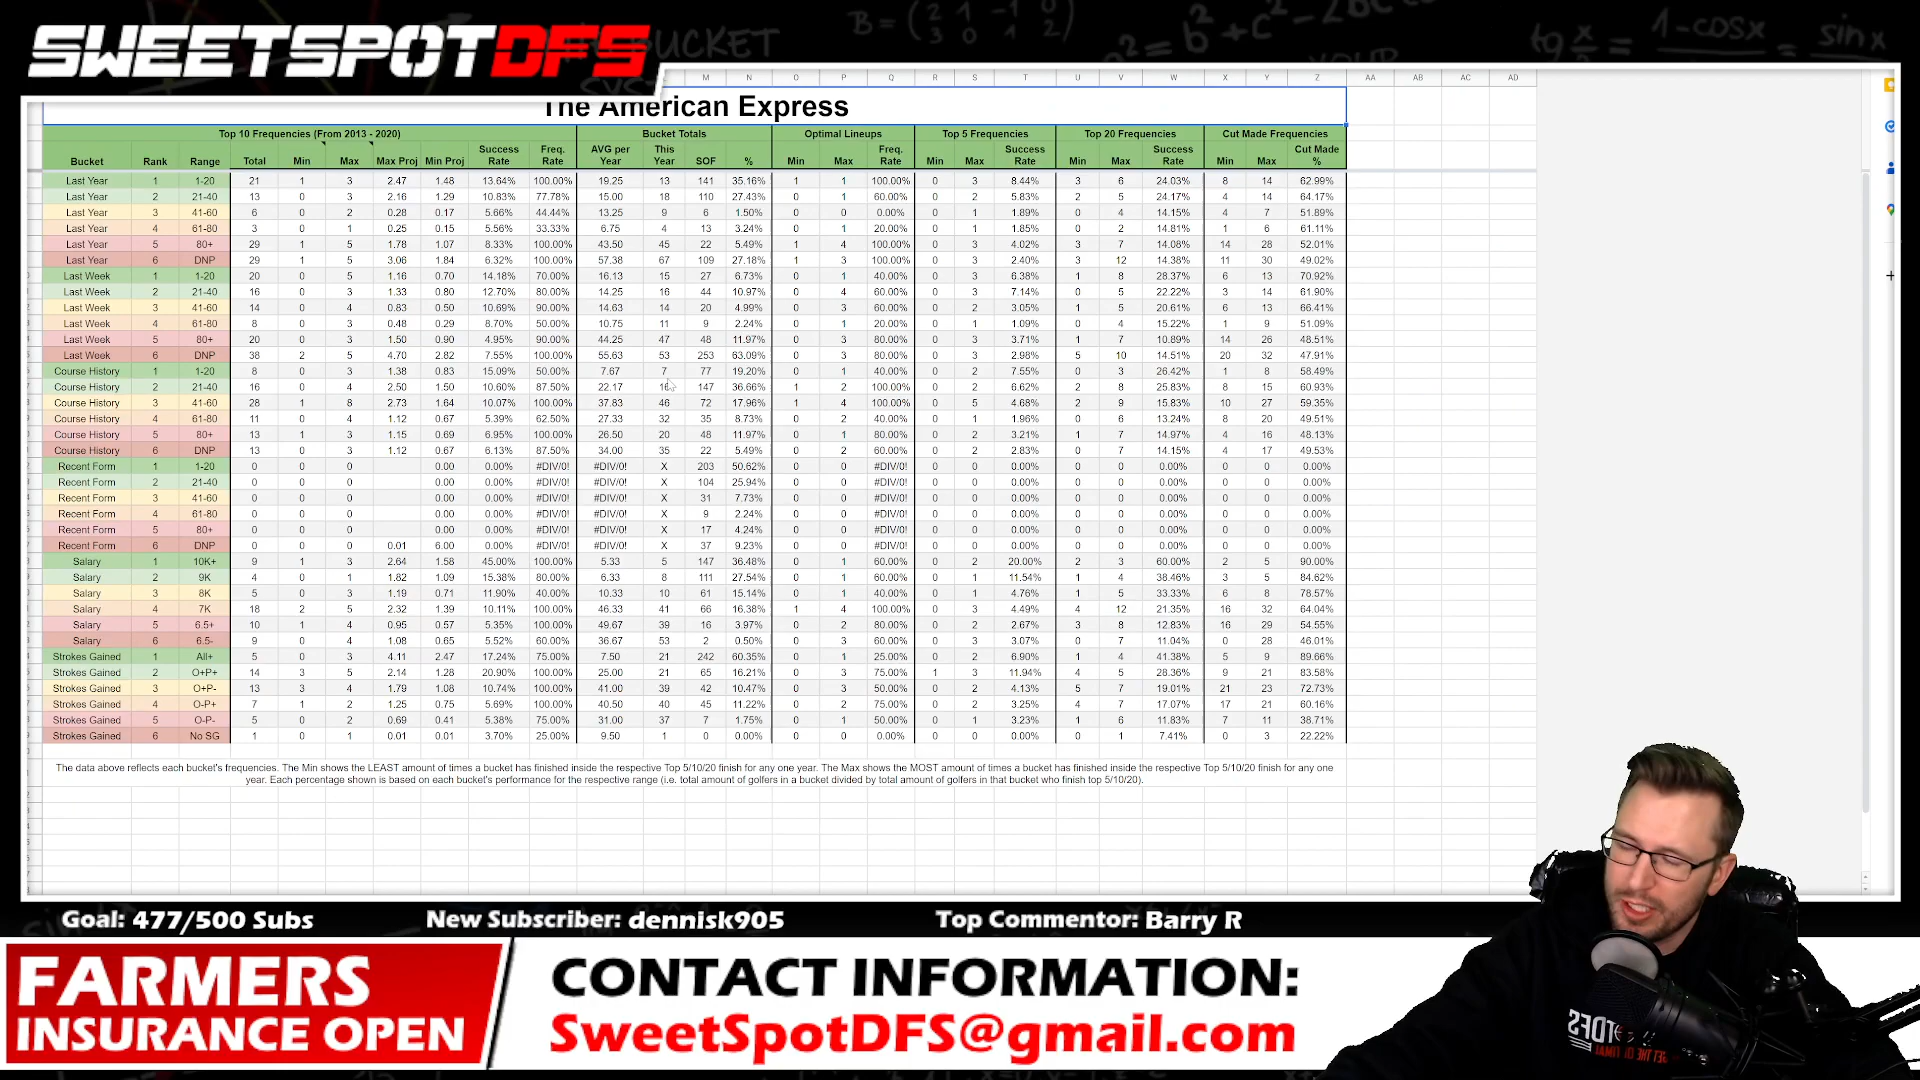 SWEETSPOTDFS
BUCKET
M N O P Q R S T U V W X Y Z AA AB AC AD
The American Express
Top 10 Frequencies (From 2013 - 2020) Bucket Totals Optimal Lineups Top 5 Frequencies Top 20 Frequencies Cut Made Frequencies
Bucket Rank Range Total Min Max Max Proj Min Proj Success Rate Freq. Rate AVG per Year This Year SOF % Min Max Freq. Rate Min Max Success Rate Min Max Success Rate Min Max Cut Made %
Last Year 1 1-20 21 1 3 2.47 1.48 13.64% 100.00% 19.25 13 141 35.16% 1 1 100.00% 0 3 8.44% 3 6 24.03% 8 14 62.99%
Last Year 2 21-40 13 0 3 2.16 1.29 10.83% 77.78% 15.00 18 110 27.43% 0 1 60.00% 0 2 5.83% 2 5 24.17% 4 14 64.17%
Last Year 3 41-60 6 0 2 0.28 0.17 5.66% 44.44% 13.25 9 6 1.50% 0 0 0.00% 0 1 1.89% 0 4 14.15% 4 7 51.89%
Last Year 4 61-80 3 0 1 0.25 0.15 5.56% 33.33% 6.75 4 13 3.24% 0 1 20.00% 0 1 1.85% 0 2 14.81% 1 6 61.11%
Last Year 5 80+ 29 1 5 1.78 1.07 8.33% 100.00% 43.50 45 22 5.49% 1 4 100.00% 0 3 4.02% 3 7 14.08% 14 28 52.01%
Last Year 6 DNP 29 1 5 3.06 1.84 6.32% 100.00% 57.38 67 109 27.18% 1 3 100.00% 0 3 2.40% 3 12 14.38% 11 30 49.02%
Last Week 1 1-20 20 0 5 1.16 0.70 14.18% 70.00% 16.13 15 27 6.73% 0 1 40.00% 0 3 6.38% 1 8 28.37% 6 13 70.92%
Last Week 2 21-40 16 0 3 1.33 0.80 12.70% 80.00% 14.25 16 44 10.97% 0 4 60.00% 0 3 7.14% 0 5 22.22% 3 14 61.90%
Last Week 3 41-60 14 0 4 0.83 0.50 10.69% 90.00% 14.63 14 20 4.99% 0 3 60.00% 0 2 3.05% 1 5 20.61% 6 13 66.41%
Last Week 4 61-80 8 0 3 0.48 0.29 8.70% 50.00% 10.75 11 9 2.24% 0 1 20.00% 0 1 1.09% 0 4 15.22% 1 9 51.09%
Last Week 5 80+ 20 0 3 1.50 0.90 4.95% 90.00% 44.25 47 48 11.97% 0 1 80.00% 0 3 3.71% 1 7 10.89% 14 26 48.51%
Last Week 6 DNP 38 2 5 4.70 2.82 7.55% 100.00% 55.63 53 253 63.09% 0 3 80.00% 0 3 2.98% 5 10 14.51% 20 32 47.91%
Course History 1 1-20 8 0 3 1.38 0.83 15.09% 50.00% 7.67 7 77 19.20% 0 1 40.00% 0 2 7.55% 0 3 26.42% 1 8 58.49%
Course History 2 21-40 16 0 4 2.50 1.50 10.60% 87.50% 22.17 147 36.66% 1 2 100.00% 0 2 6.62% 2 8 25.83% 8 15 60.93%
Course History 3 41-60 28 1 8 2.73 1.64 10.07% 100.00% 37.83 46 72 17.96% 1 4 100.00% 0 5 4.68% 2 9 15.83% 10 27 59.35%
Course History 4 61-80 11 0 4 1.12 0.67 5.39% 62.50% 27.33 32 35 8.73% 0 2 40.00% 0 1 1.96% 0 6 13.24% 8 20 49.51%
Course History 5 80+ 13 1 3 1.15 0.69 6.95% 100.00% 26.50 20 48 11.97% 0 1 80.00% 0 2 3.21% 1 7 14.97% 4 16 48.13%
Course History 6 DNP 13 0 3 1.12 0.67 6.13% 87.50% 34.00 35 22 5.49% 0 2 60.00% 0 2 2.83% 0 7 14.15% 4 17 49.53%
Recent Form 1 1-20 0 0 0 0.00 0.00% #DIV/0! #DIV/0! X 203 50.62% 0 0 #DIV/0! 0 0 0.00% 0 0 0.00% 0 0 0.00%
Recent Form 2 21-40 0 0 0 0.00 0.00% #DIV/0! #DIV/0! X 104 25.94% 0 0 #DIV/0! 0 0 0.00% 0 0 0.00% 0 0 0.00%
Recent Form 3 41-60 0 0 0 0.00 0.00% #DIV/0! #DIV/0! X 31 7.73% 0 0 #DIV/0! 0 0 0.00% 0 0 0.00% 0 0 0.00%
Recent Form 4 61-80 0 0 0 0.00 0.00% #DIV/0! #DIV/0! X 9 2.24% 0 0 #DIV/0! 0 0 0.00% 0 0 0.00% 0 0 0.00%
Recent Form 5 80+ 0 0 0 0.00 0.00% #DIV/0! #DIV/0! X 17 4.24% 0 0 #DIV/0! 0 0 0.00% 0 0 0.00% 0 0 0.00%
Recent Form 6 DNP 0 0 0 0.01 6.00 0.00% #DIV/0! #DIV/0! X 37 9.23% 0 0 #DIV/0! 0 0 0.00% 0 0 0.00% 0 0 0.00%
Salary 1 10K+ 9 1 3 2.64 1.58 45.00% 100.00% 5.33 5 147 36.48% 0 1 60.00% 0 2 20.00% 2 3 60.00% 2 5 90.00%
Salary 2 9K 4 0 1 1.82 1.09 15.38% 80.00% 6.33 8 111 27.54% 0 1 60.00% 0 1 11.54% 1 4 38.46% 3 5 84.62%
Salary 3 8K 5 0 3 1.19 0.71 11.90% 40.00% 10.33 10 61 15.14% 0 1 40.00% 0 1 4.76% 1 5 33.33% 6 8 78.57%
Salary 4 7K 18 2 5 2.32 1.39 10.11% 100.00% 46.33 41 66 16.38% 1 4 100.00% 0 3 4.49% 4 12 21.35% 16 32 64.04%
Salary 5 6.5+ 10 1 4 0.95 0.57 5.35% 100.00% 49.67 39 16 3.97% 0 2 80.00% 0 2 2.67% 3 8 12.83% 16 29 54.55%
Salary 6 6.5- 9 0 4 1.08 0.65 5.52% 60.00% 36.67 53 2 0.50% 0 3 60.00% 0 3 3.07% 0 7 11.04% 0 28 46.01%
Strokes Gained 1 All+ 5 0 3 4.11 2.47 17.24% 75.00% 7.50 21 242 60.35% 0 1 25.00% 0 2 6.90% 1 4 41.38% 5 9 89.66%
Strokes Gained 2 O+P+ 14 3 5 2.14 1.28 20.90% 100.00% 25.00 21 65 16.21% 0 3 75.00% 1 3 11.94% 4 5 28.36% 9 21 83.58%
Strokes Gained 3 O+P- 13 3 4 1.79 1.08 10.74% 100.00% 41.00 39 42 10.47% 0 3 50.00% 0 2 4.13% 5 7 19.01% 21 23 72.73%
Strokes Gained 4 O-P+ 7 1 2 1.25 0.75 5.69% 100.00% 40.50 40 45 11.22% 0 2 75.00% 0 2 3.25% 4 7 17.07% 17 21 60.16%
Strokes Gained 5 O-P- 5 0 2 0.69 0.41 5.38% 75.00% 31.00 37 7 1.75% 0 1 50.00% 0 1 3.23% 1 6 11.83% 7 11 38.71%
Strokes Gained 6 No SG 1 0 1 0.01 0.01 3.70% 25.00% 9.50 1 0 0.00% 0 0 0.00% 0 0 0.00% 0 1 7.41% 0 3 22.22%
The data above reflects each bucket's frequencies. The Min shows the LEAST amount of times a bucket has finished inside the respective Top 5/10/20 finish for any one year. The Max shows the MOST amount of times a bucket has finished inside the respective Top 5/10/20 finish for any one
year. Each percentage shown is based on each bucket's performance for the respective range (i.e. total amount of golfers in a bucket divided by total amount of golfers in that bucket who finish top 5/10/20).
Goal: 477/500 Subs New Subscriber: dennisk905 Top Commentor: Barry R
FARMERS
INSURANCE OPEN
CONTACT INFORMATION:
SweetSpotDFS@gmail.com